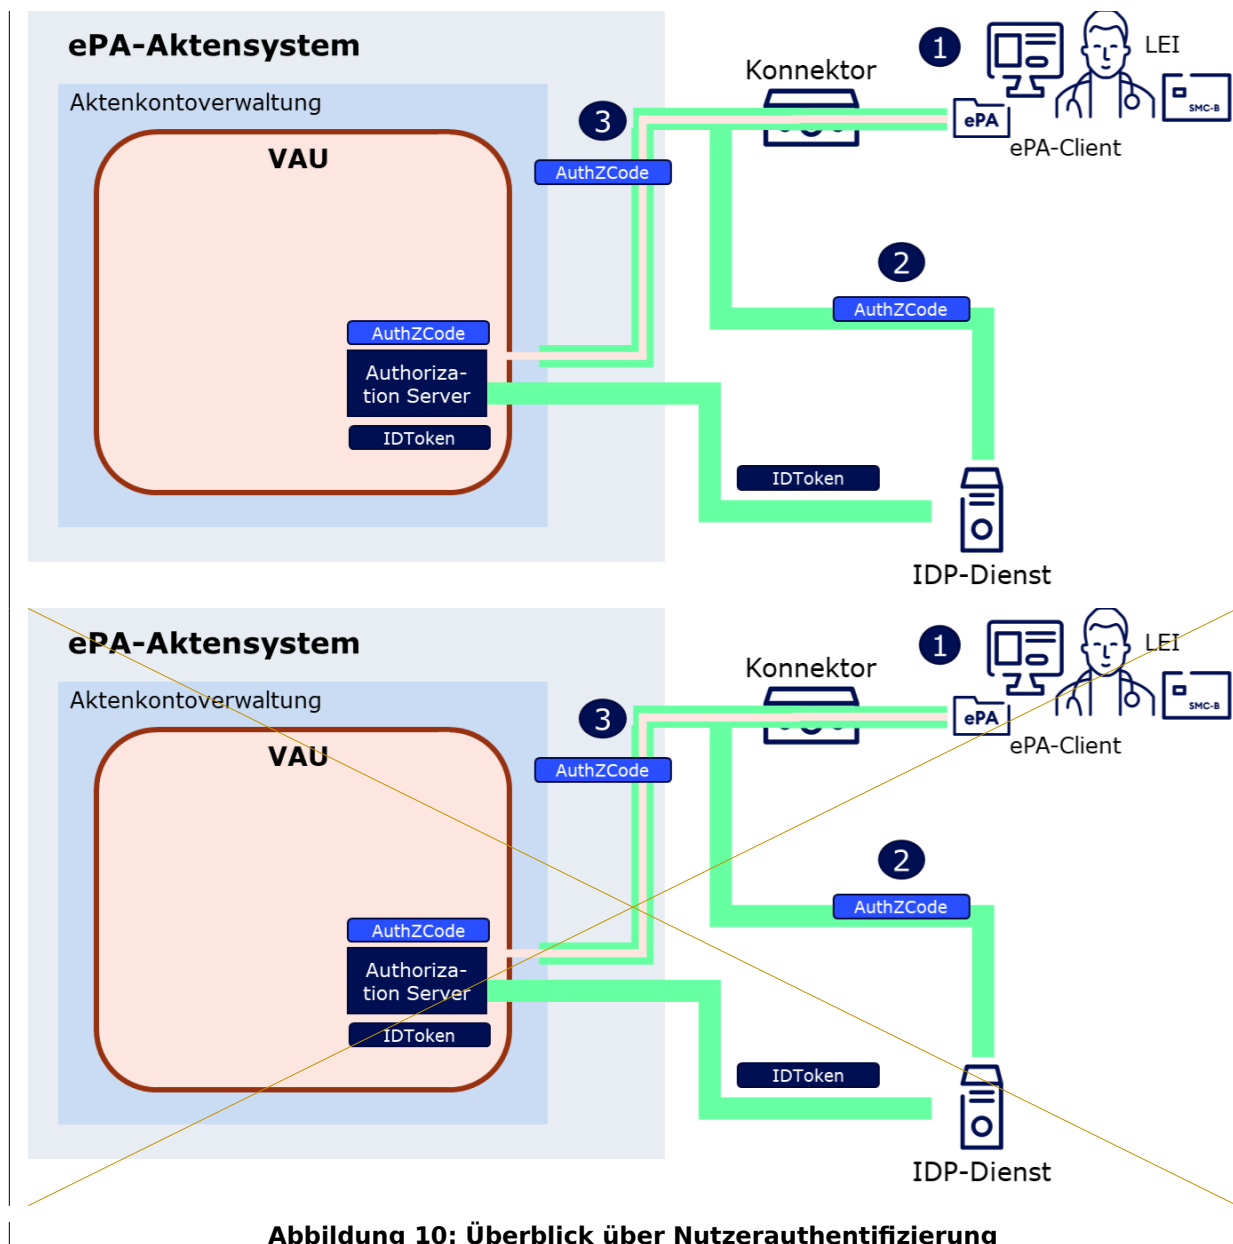 ePA-Aktensystem
Aktenkontoverwaltung
VAU
AuthZCode
Authoriza-
tion Server
IDToken
3
AuthZCode
Konnektor
1
LEI
SMC-B
ePA
ePA-Client
2
AuthZCode
IDToken
IDP-Dienst
ePA-Aktensystem
Aktenkontoverwaltung
VAU
AuthZCode
Authoriza-
tion Server
IDToken
3
AuthZCode
Konnektor
1
LEI
SMC-B
ePA
ePA-Client
2
AuthZCode
IDToken
IDP-Dienst
Abbildung 10: Überblick über Nutzerauthentifizierung